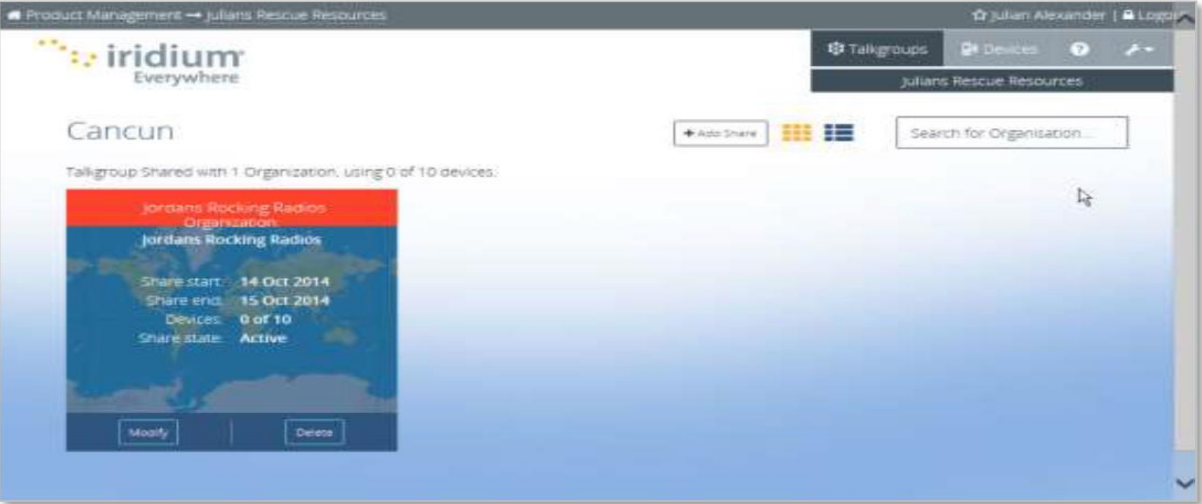 Product Management → Julians Rescue Resources
Julian Alexander | Logout
iridium
Everywhere
Talkgroups Devices ?
Julians Rescue Resources
Cancun
+ Add Share
Search for Organisation...
Talkgroup Shared with 1 Organization, using 0 of 10 devices.
Jordans Rocking Radios
Organization
Jordans Rocking Radios
Share start: 14 Oct 2014
Share end: 15 Oct 2014
Devices: 0 of 10
Share state: Active
Modify Delete